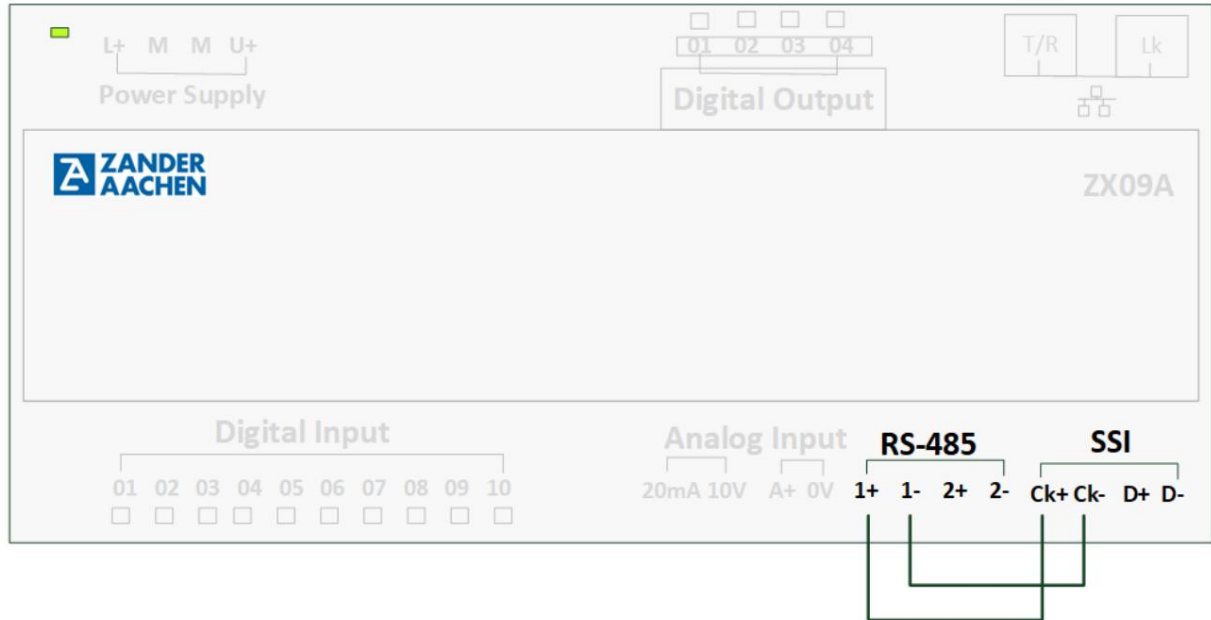 L+ M M U+
Power Supply
01 02 03 04
Digital Output
T/R Lk
ZANDER
AACHEN
ZX09A
Digital Input
01 02 03 04 05 06 07 08 09 10
Analog Input
20mA 10V A+ 0V
RS-485
1+ 1- 2+ 2-
SSI
Ck+ Ck- D+ D-